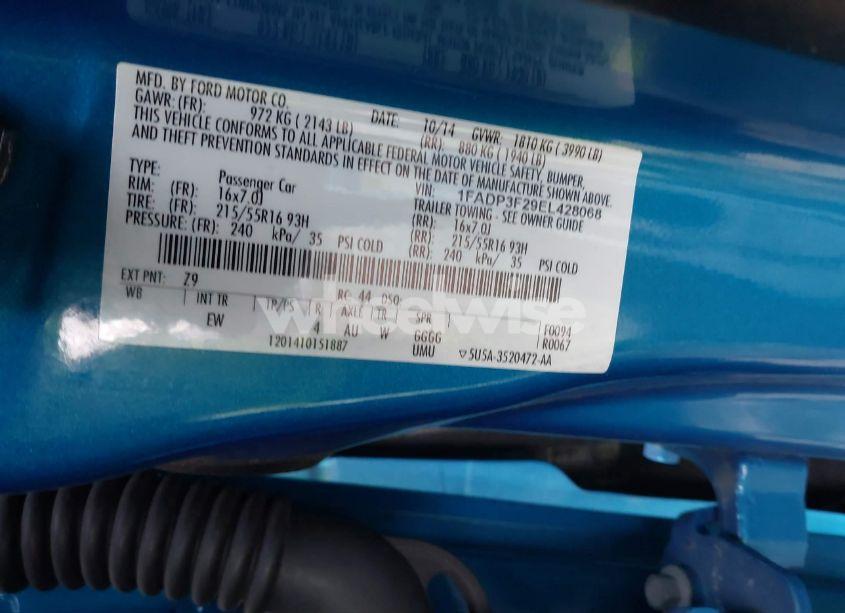 MFD. BY FORD MOTOR CO. DATE: 10/14 GVWR: 1810 KG (3990 LB)
GAWR: (FR): 972 KG (2143 LB) (RR): 880 KG (1940 LB)
THIS VEHICLE CONFORMS TO ALL APPLICABLE FEDERAL MOTOR VEHICLE SAFETY, BUMPER,
AND THEFT PREVENTION STANDARDS IN EFFECT ON THE DATE OF MANUFACTURE SHOWN ABOVE.
VIN: 1FADP3F29EL428068
TYPE: Passenger Car TRAILER TOWING - SEE OWNER GUIDE
RIM: (FR): 16x7.0J (RR): 16x7.0J
TIRE: (FR): 215/55R16 93H (RR): 215/55R16 93H
PRESSURE: (FR): 240 kPa/ 35 PSI COLD (RR): 240 kPa/ 35 PSI COLD
EXT PNT: Z9 RC: 44 DSO:
WB INT TR TP/PS R AXLE TR SPR
EW 4 AU W GGGG
UMU
F0094
R0067
1201410151887 5U5A-3520472-AA
wheelwise